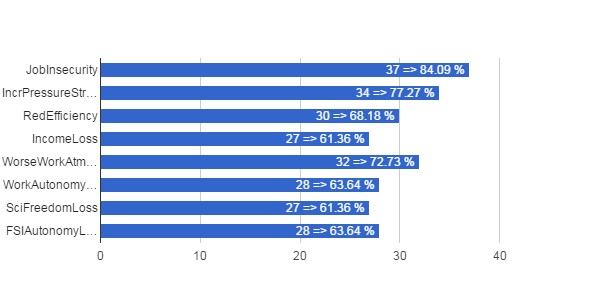 JobInsecurity 37 => 84.09 %
IncrPressureStr... 34 => 77.27 %
RedEfficiency 30 => 68.18 %
IncomeLoss 27 => 61.36 %
WorseWorkAtm... 32 => 72.73 %
WorkAutonomy... 28 => 63.64 %
SciFreedomLoss 27 => 61.36 %
FSIAutonomyL... 28 => 63.64 %
0 10 20 30 40